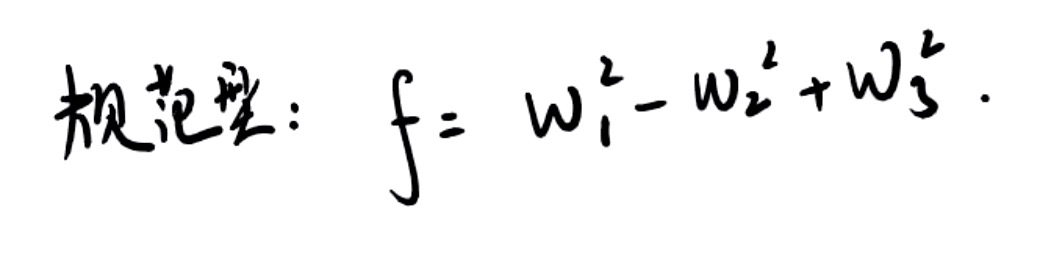 规范型: f = w₁² - w₂² + w₃².